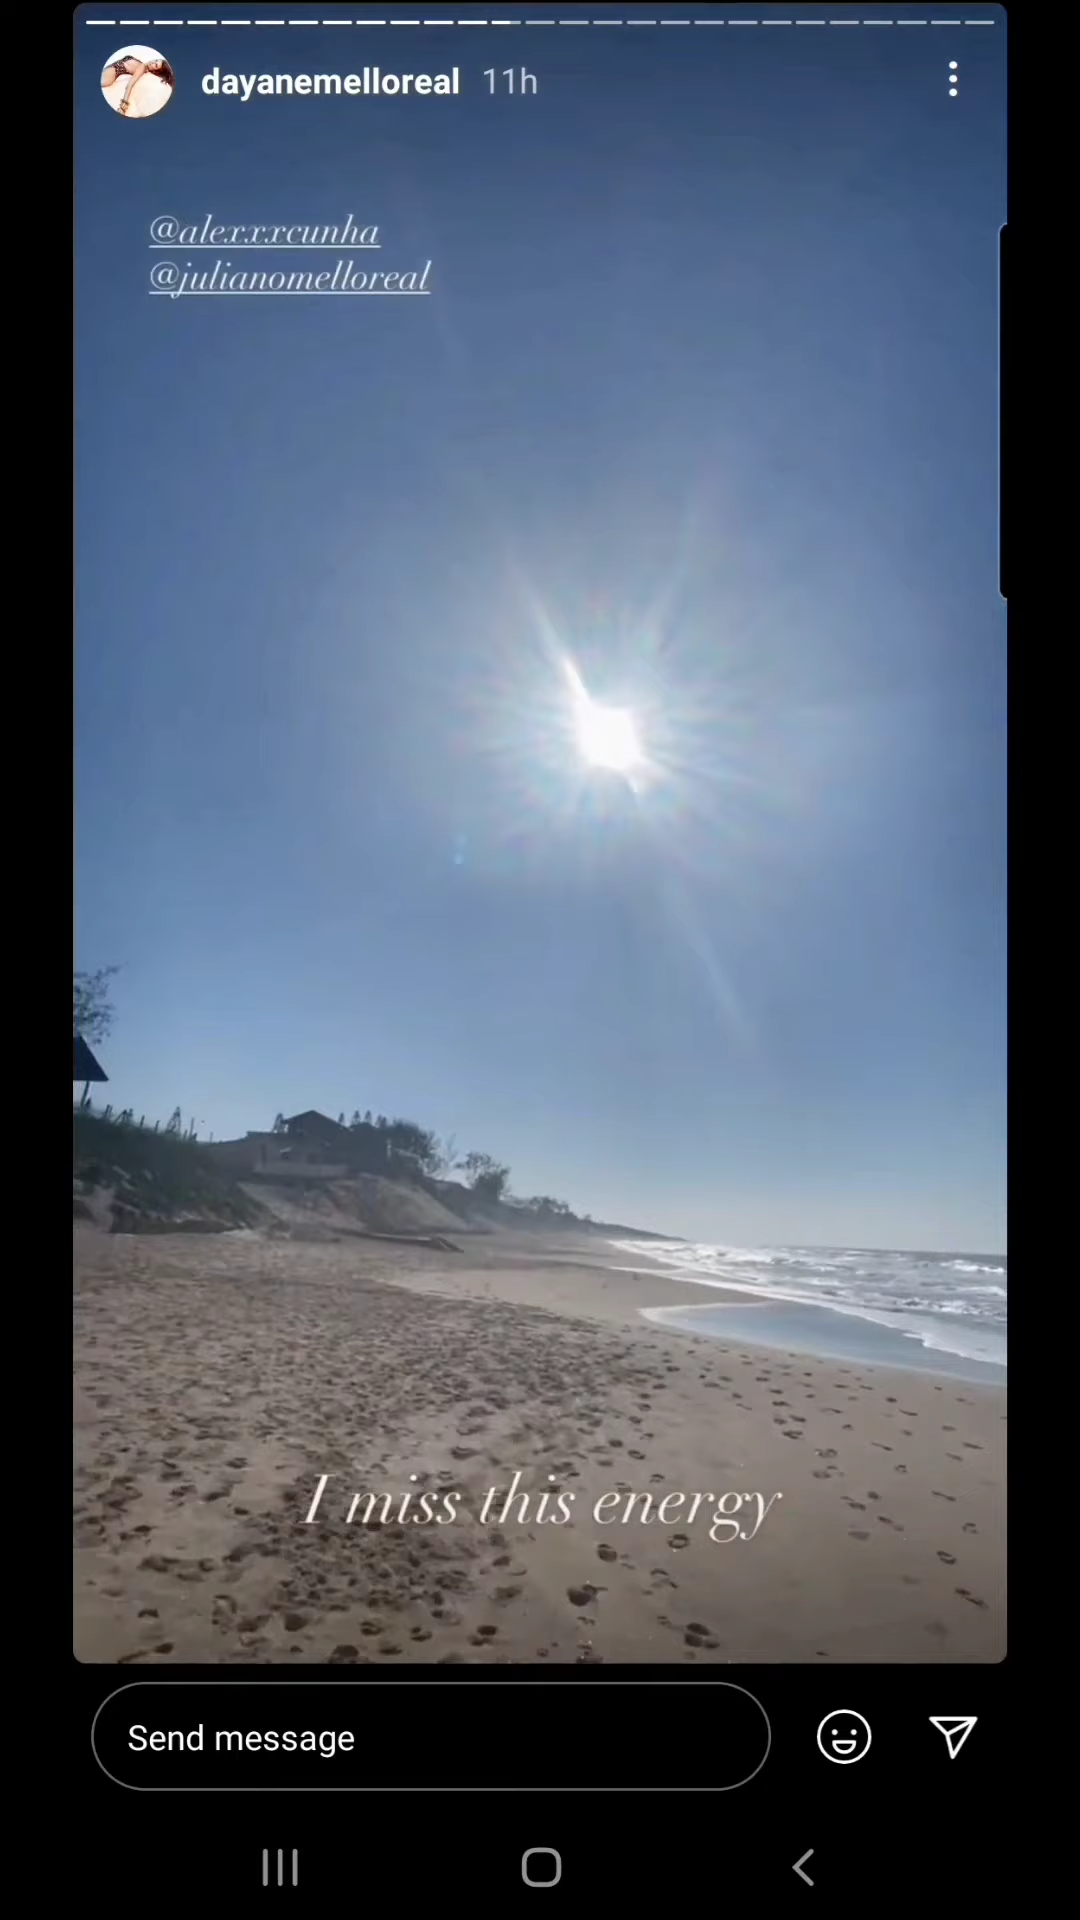 dayanemelloreal 11h
@alexxxcunha
@julianomelloreal
I miss this energy
Send message